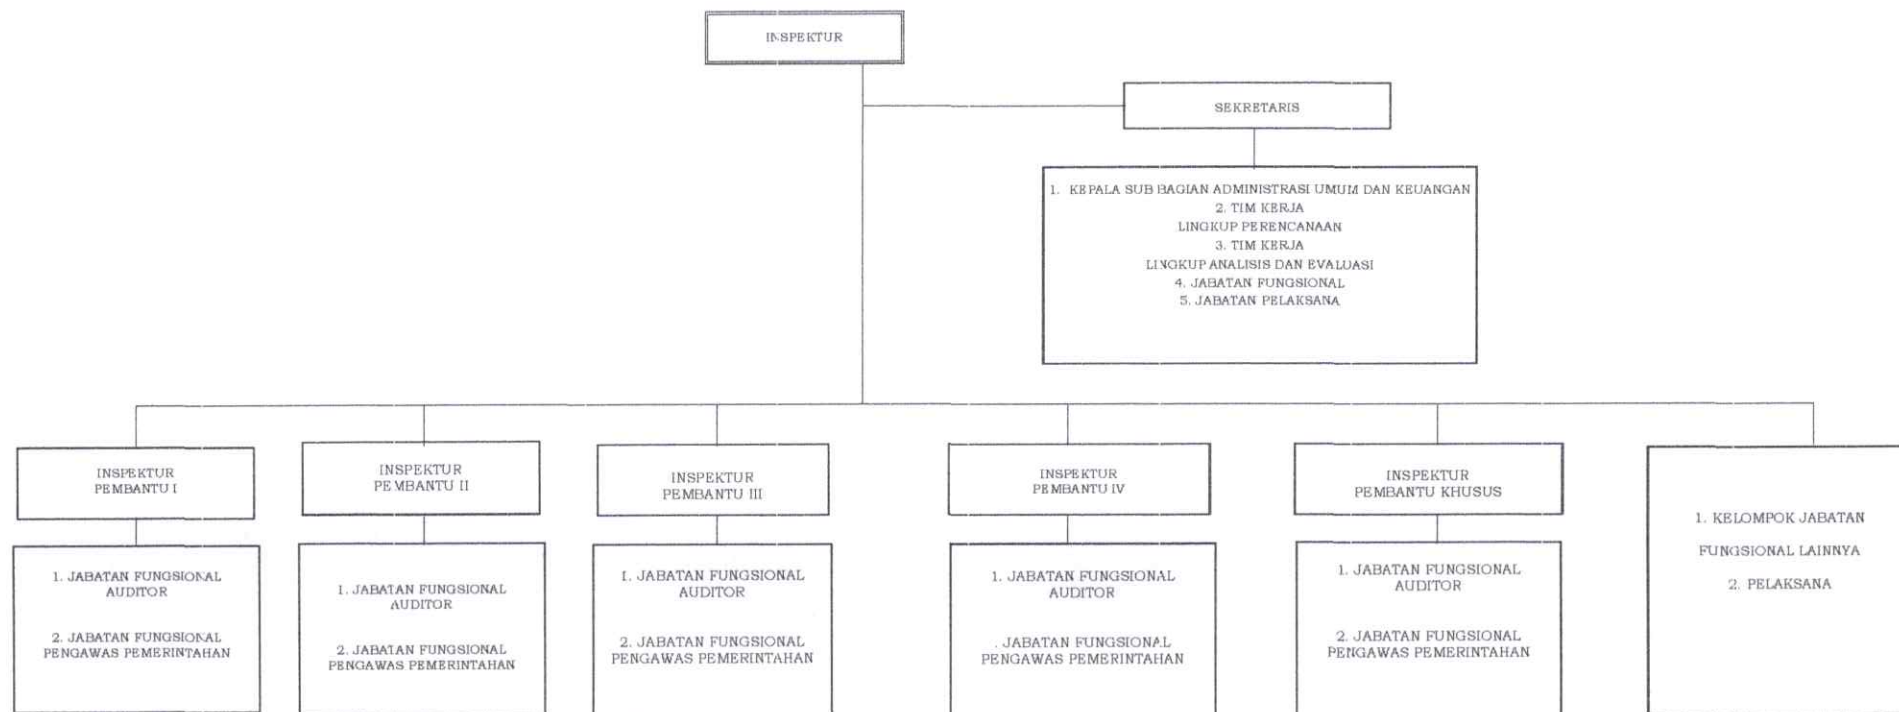 INSPEKTUR
SEKRETARIS
1. KEPALA SUB BAGIAN ADMINISTRASI UMUM DAN KEUANGAN
2. TIM KERJA
LINGKUP PERENCANAAN
3. TIM KERJA
LINGKUP ANALISIS DAN EVALUASI
4. JABATAN FUNGSIONAL
5. JABATAN PELAKSANA
INSPEKTUR
PEMBANTU I
1. JABATAN FUNGSIONAL
AUDITOR
2. JABATAN FUNGSIONAL
PENGAWAS PEMERINTAHAN
INSPEKTUR
PEMBANTU II
1. JABATAN FUNGSIONAL
AUDITOR
2. JABATAN FUNGSIONAL
PENGAWAS PEMERINTAHAN
INSPEKTUR
PEMBANTU III
1. JABATAN FUNGSIONAL
AUDITOR
2. JABATAN FUNGSIONAL
PENGAWAS PEMERINTAHAN
INSPEKTUR
PEMBANTU IV
1. JABATAN FUNGSIONAL
AUDITOR
. JABATAN FUNGSIONAL
PENGAWAS PEMERINTAHAN
INSPEKTUR
PEMBANTU KHUSUS
1. JABATAN FUNGSIONAL
AUDITOR
2. JABATAN FUNGSIONAL
PENGAWAS PEMERINTAHAN
1. KELOMPOK JABATAN
FUNGSIONAL LAINNYA
2. PELAKSANA